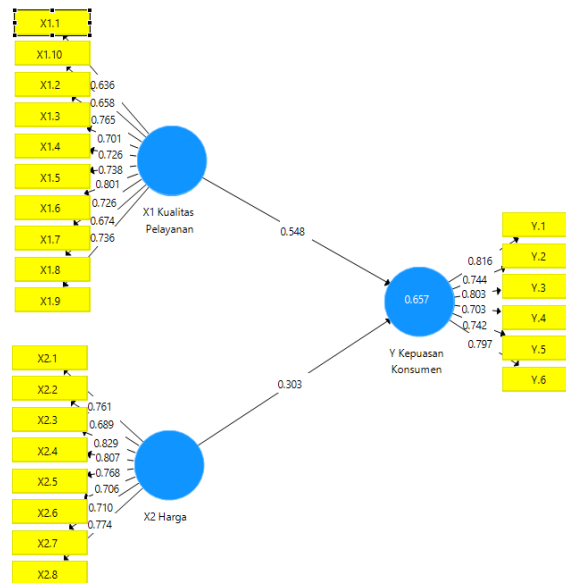 X1.1
X1.10
X1.2
X1.3
X1.4
X1.5
X1.6
X1.7
X1.8
X1.9
0.636
0.658
0.765
0.701
0.726
0.738
0.801
0.726
0.674
0.736
X1 Kualitas
Pelayanan
0.548
X2.1
X2.2
X2.3
X2.4
X2.5
X2.6
X2.7
X2.8
0.761
0.689
0.829
0.807
0.768
0.706
0.710
0.774
X2 Harga
0.303
0.657
Y Kepuasan
Konsumen
0.816
0.744
0.803
0.703
0.742
0.797
Y.1
Y.2
Y.3
Y.4
Y.5
Y.6